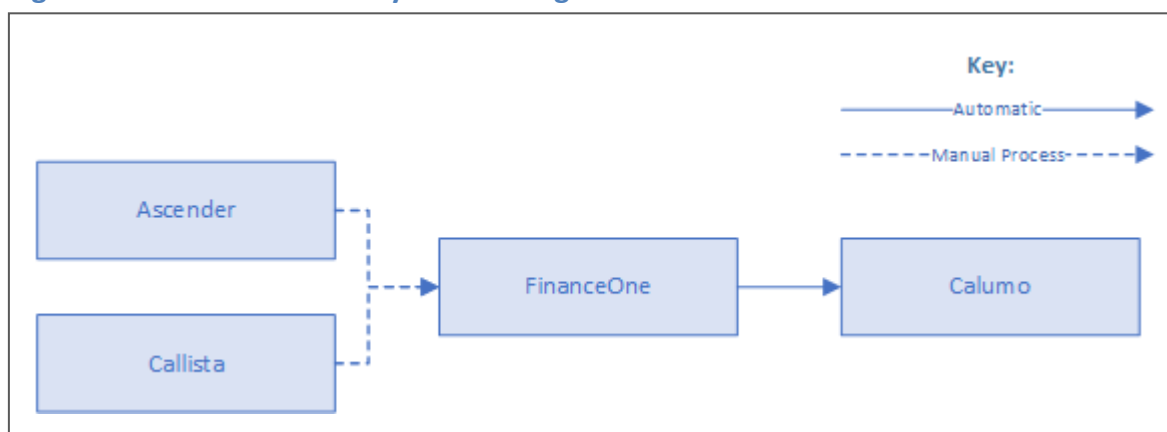 Key:
Automatic
Manual Process
Ascender
FinanceOne
Calumo
Callista